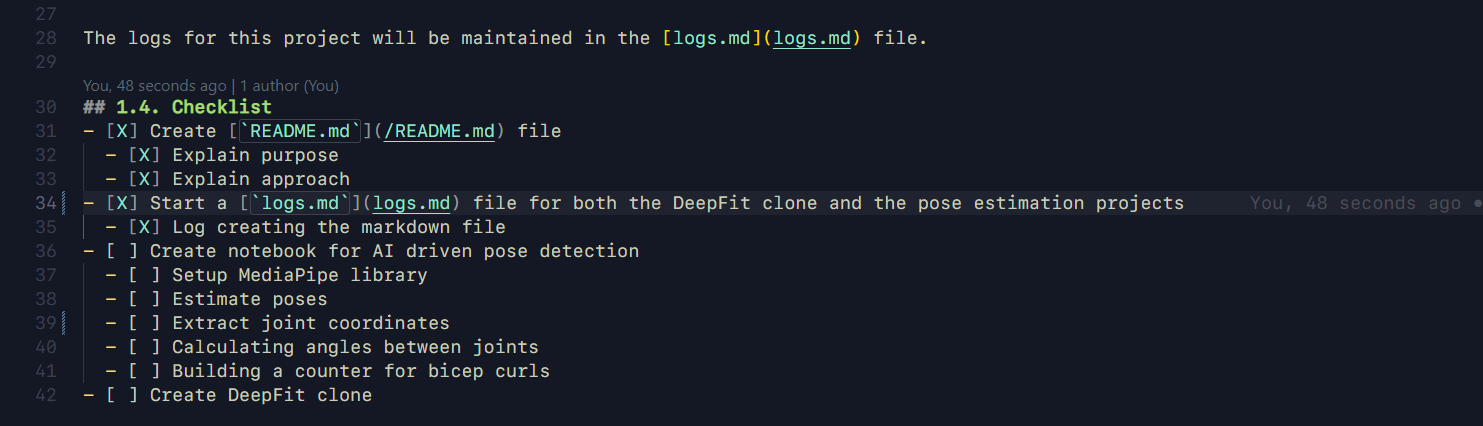 27
28 The logs for this project will be maintained in the [logs.md](logs.md) file.
29
You, 48 seconds ago | 1 author (You)
30 ## 1.4. Checklist
31 - [X] Create [`README.md`](/README.md) file
32 - [X] Explain purpose
33 - [X] Explain approach
34 - [X] Start a [`logs.md`](logs.md) file for both the DeepFit clone and the pose estimation projects You, 48 seconds ago •
35 - [X] Log creating the markdown file
36 - [ ] Create notebook for AI driven pose detection
37 - [ ] Setup MediaPipe library
38 - [ ] Estimate poses
39 - [ ] Extract joint coordinates
40 - [ ] Calculating angles between joints
41 - [ ] Building a counter for bicep curls
42 - [ ] Create DeepFit clone